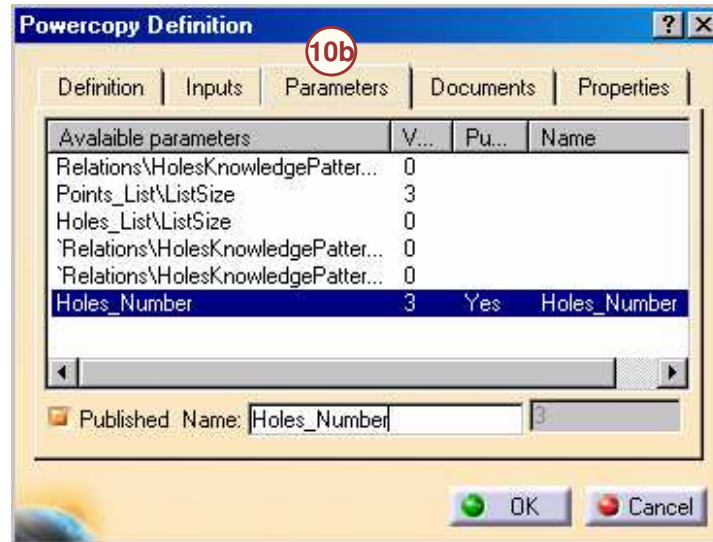 Powercopy Definition
10b
Definition Inputs Parameters Documents Properties
Avalaible parameters V... Pu... Name
Relations\HolesKnowledgePatter... 0
Points_List\ListSize 3
Holes_List\ListSize 0
`Relations\HolesKnowledgePatter... 0
`Relations\HolesKnowledgePatter... 0
Holes_Number 3 Yes Holes_Number
Published Name: Holes_Number 3
OK Cancel